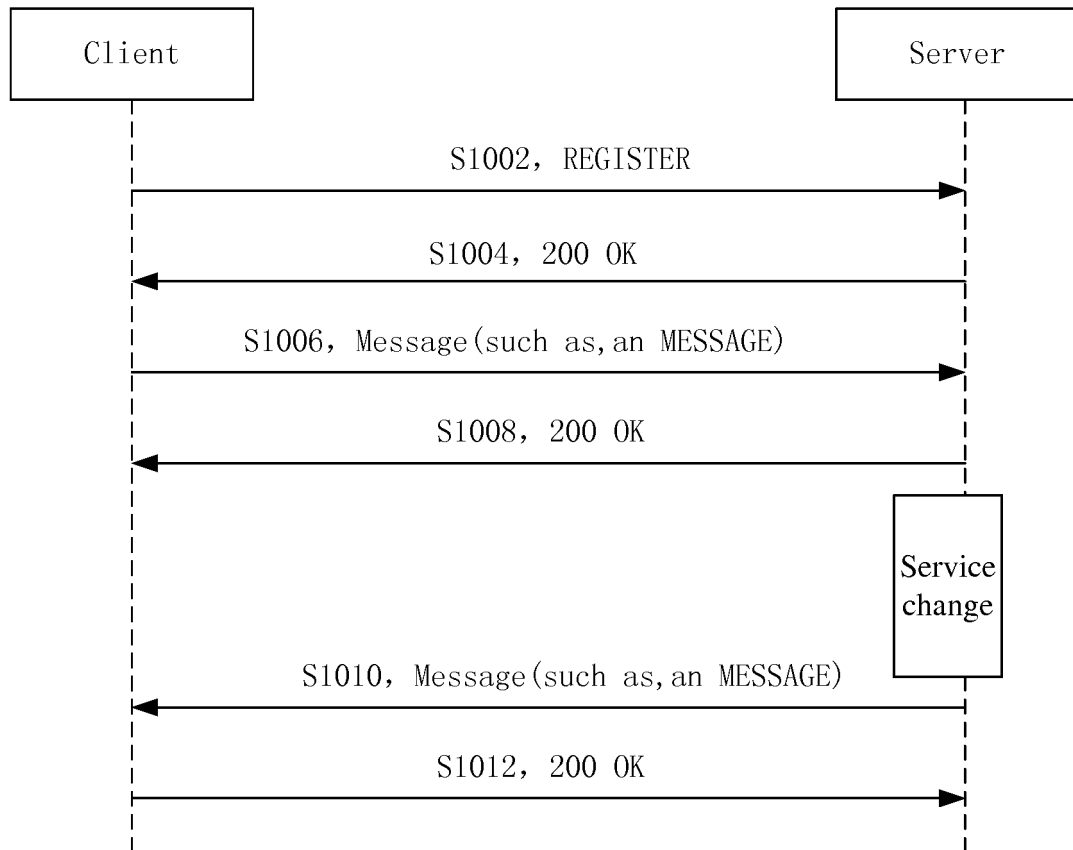 Client
Server
S1002, REGISTER
S1004, 200 OK
S1006, Message(such as,an MESSAGE)
S1008, 200 OK
Service
change
S1010, Message(such as,an MESSAGE)
S1012, 200 OK